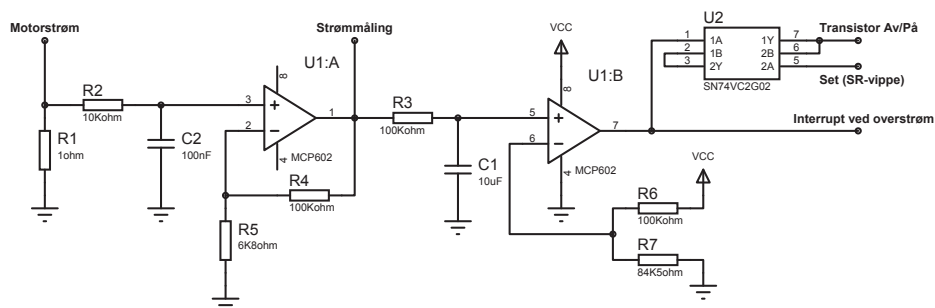 Motorstrøm
Strømmåling
U2
VCC
1 1A 1Y 7
2 1B 2B 6
3 2Y 2A 5
SN74VC2G02
Transistor Av/På
Set (SR-vippe)
Interrupt ved overstrøm
U1:A
U1:B
8
8
R2
10Kohm
3
2
1
4
MCP602
R3
100Kohm
5
6
7
4
MCP602
R1
1ohm
C2
100nF
C1
10uF
R4
100Kohm
R5
6K8ohm
VCC
R6
100Kohm
R7
84K5ohm